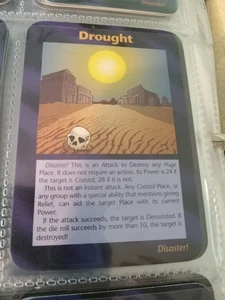 Drought
Disaster! This is an Attack to Destroy any Huge
Place. It does not require an action. Its Power is 24 if
the target is Coastal, 28 if it is not.
This is not an Instant attack. Any Coastal Place, or
any group with a special ability that mentions giving
Relief, can aid the target Place with its current
Power.
If the attack succeeds, the target is Devastated. If
the die roll succeeds by more than 10, the target is
destroyed!
Disaster!